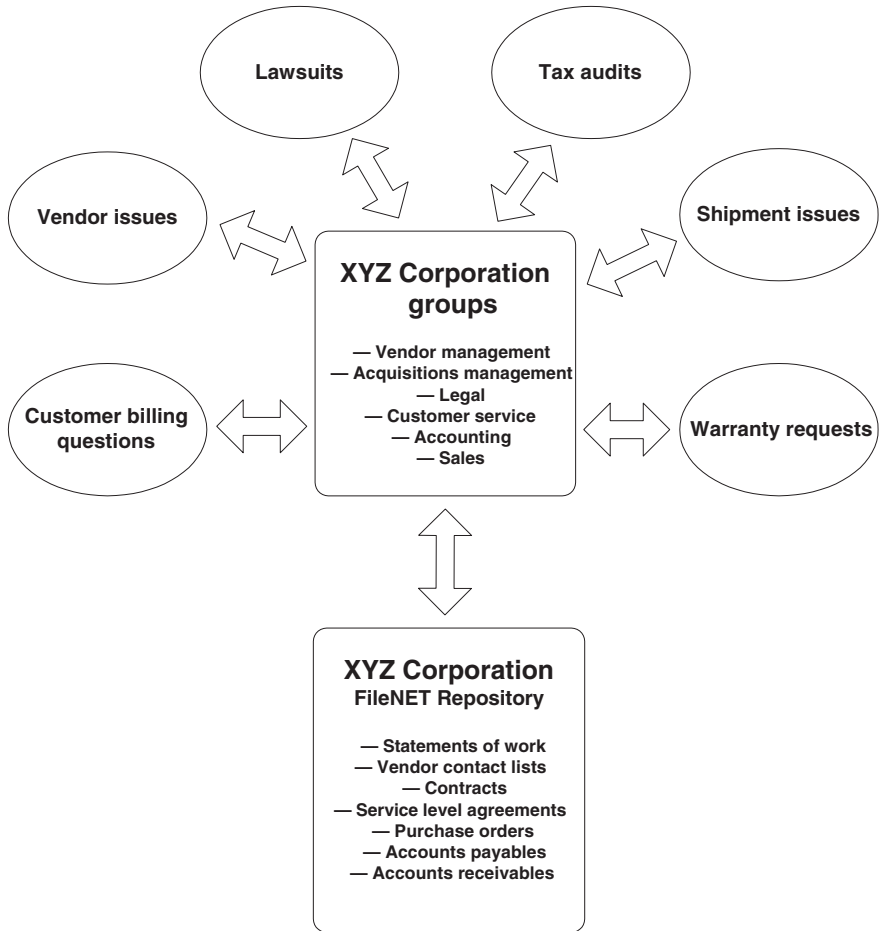 Lawsuits
Tax audits
Vendor issues
Shipment issues
XYZ Corporation
groups
— Vendor management
— Acquisitions management
— Legal
— Customer service
— Accounting
— Sales
Customer billing
questions
Warranty requests
XYZ Corporation
FileNET Repository
— Statements of work
— Vendor contact lists
— Contracts
— Service level agreements
— Purchase orders
— Accounts payables
— Accounts receivables